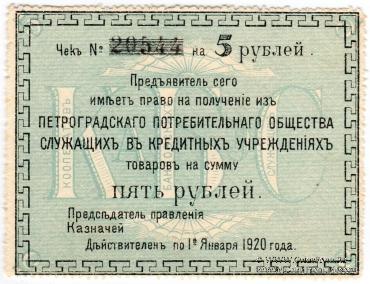 Чекъ № 20544 на 5 рублей.
Предъявитель сего
имѣетъ право на полученіе изъ
ПЕТРОГРАДСКАГО ПОТРЕБИТЕЛЬНАГО ОБЩЕСТВА
СЛУЖАЩИХЪ ВЪ КРЕДИТНЫХЪ УЧРЕЖДЕНІЯХЪ
товаровъ на сумму
пять рублей.
Предсѣдатель правленія
Казначей
Дѣйствителенъ по 1е Января 1920 года.